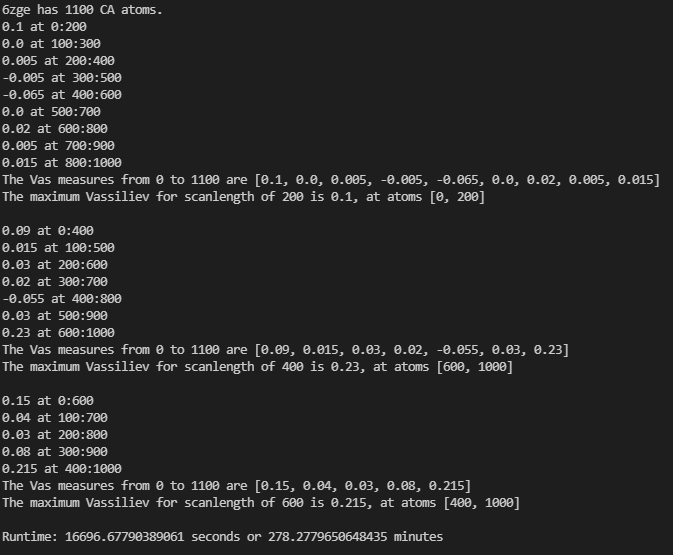 6zge has 1100 CA atoms.
0.1 at 0:200
0.0 at 100:300
0.005 at 200:400
-0.005 at 300:500
-0.065 at 400:600
0.0 at 500:700
0.02 at 600:800
0.005 at 700:900
0.015 at 800:1000
The Vas measures from 0 to 1100 are [0.1, 0.0, 0.005, -0.005, -0.065, 0.0, 0.02, 0.005, 0.015]
The maximum Vassiliev for scanlength of 200 is 0.1, at atoms [0, 200]

0.09 at 0:400
0.015 at 100:500
0.03 at 200:600
0.02 at 300:700
-0.055 at 400:800
0.03 at 500:900
0.23 at 600:1000
The Vas measures from 0 to 1100 are [0.09, 0.015, 0.03, 0.02, -0.055, 0.03, 0.23]
The maximum Vassiliev for scanlength of 400 is 0.23, at atoms [600, 1000]

0.15 at 0:600
0.04 at 100:700
0.03 at 200:800
0.08 at 300:900
0.215 at 400:1000
The Vas measures from 0 to 1100 are [0.15, 0.04, 0.03, 0.08, 0.215]
The maximum Vassiliev for scanlength of 600 is 0.215, at atoms [400, 1000]

Runtime: 16696.67790389061 seconds or 278.2779650648435 minutes